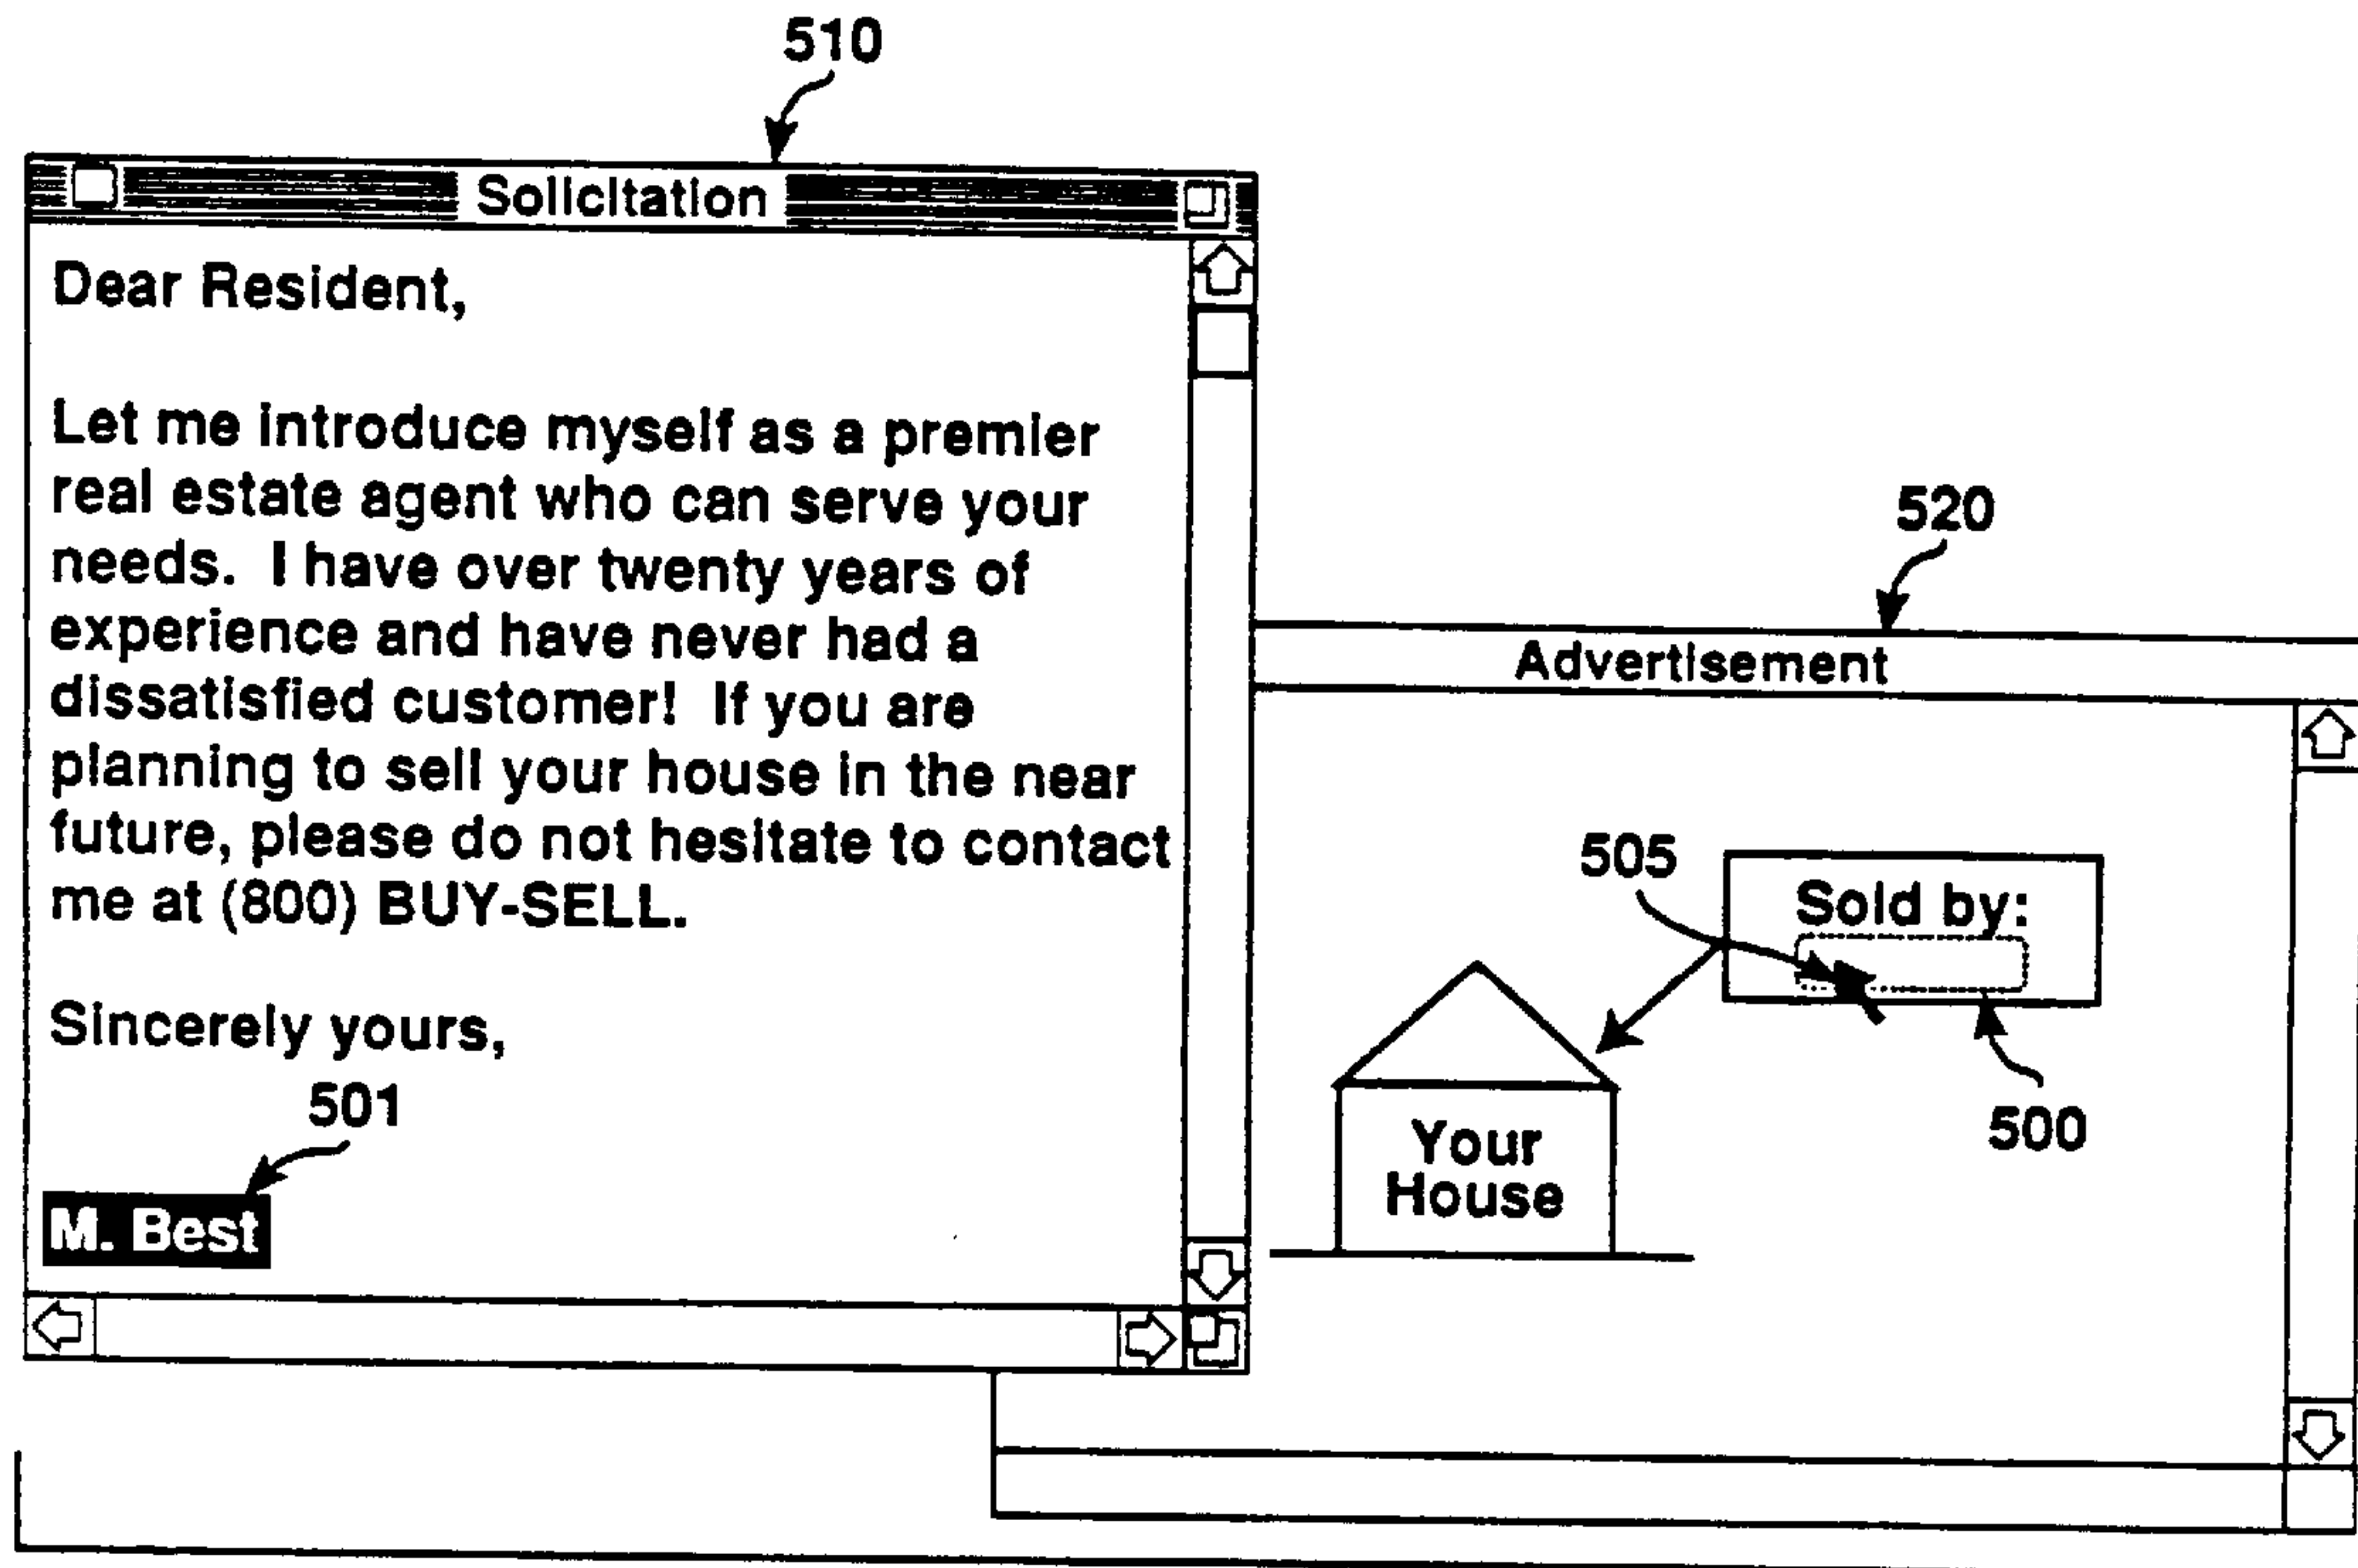 510
Solicitation
Dear Resident,
Let me introduce myself as a premier
real estate agent who can serve your
needs.  I have over twenty years of
experience and have never had a
dissatisfied customer!  If you are
planning to sell your house in the near
future, please do not hesitate to contact
me at (800) BUY-SELL.
Sincerely yours,
501
M. Best
520
Advertisement
505
Sold by:
500
Your
House